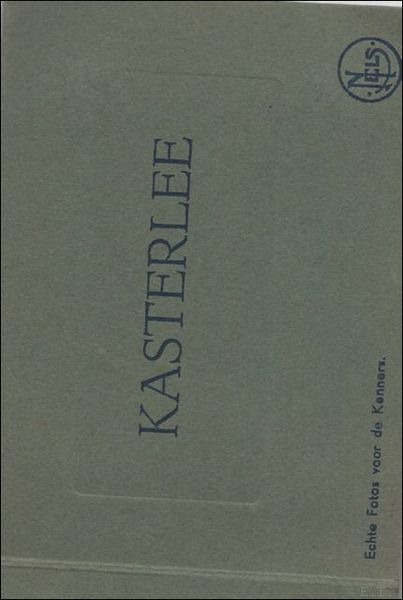 NELS
KASTERLEE
Echte Fotos voor de Kenners.